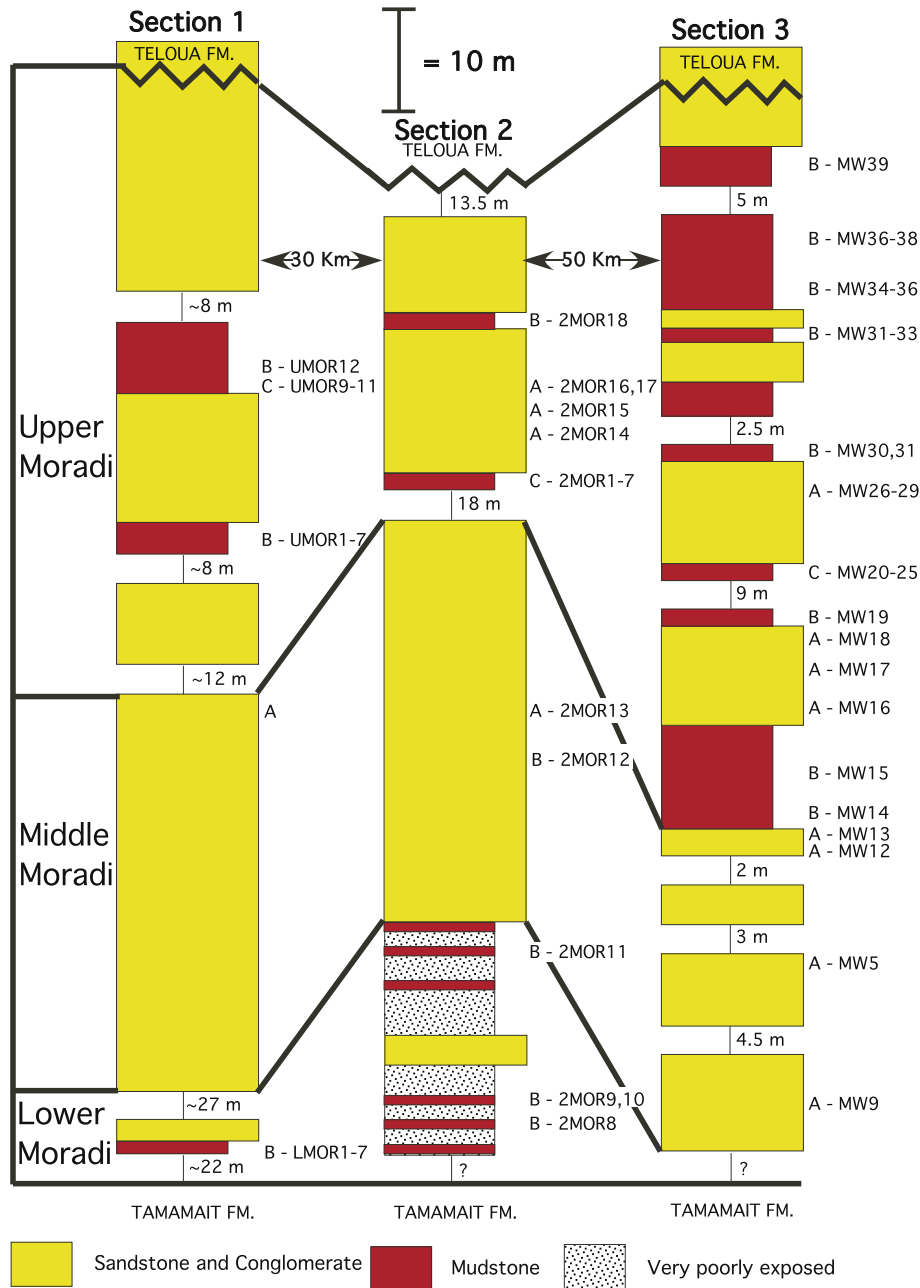 Section 1
TELOUA FM.
= 10 m
Section 2
TELOUA FM.
Section 3
TELOUA FM.
Upper
Moradi
Middle
Moradi
Lower
Moradi
~8 m
B - UMOR12
C - UMOR9-11
B - UMOR1-7
~8 m
~12 m
A
~27 m
B - LMOR1-7
~22 m
TAMAMAIT FM.
30 Km
13.5 m
B - 2MOR18
A - 2MOR16,17
A - 2MOR15
A - 2MOR14
C - 2MOR1-7
18 m
A - 2MOR13
B - 2MOR12
B - 2MOR11
B - 2MOR9,10
B - 2MOR8
?
TAMAMAIT FM.
50 Km
B - MW39
5 m
B - MW36-38
B - MW34-36
B - MW31-33
2.5 m
B - MW30,31
A - MW26-29
C - MW20-25
9 m
B - MW19
A - MW18
A - MW17
A - MW16
B - MW15
B - MW14
A - MW13
A - MW12
2 m
3 m
A - MW5
4.5 m
A - MW9
?
TAMAMAIT FM.
Sandstone and Conglomerate
Mudstone
Very poorly exposed